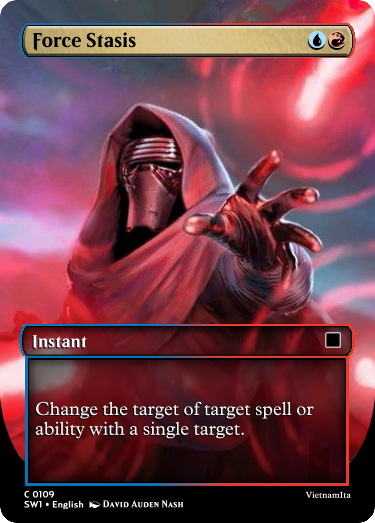 Force Stasis
Instant
Change the target of target spell or
ability with a single target.
C 0109
VietnamIta
SW1 • English DAVID AUDEN NASH